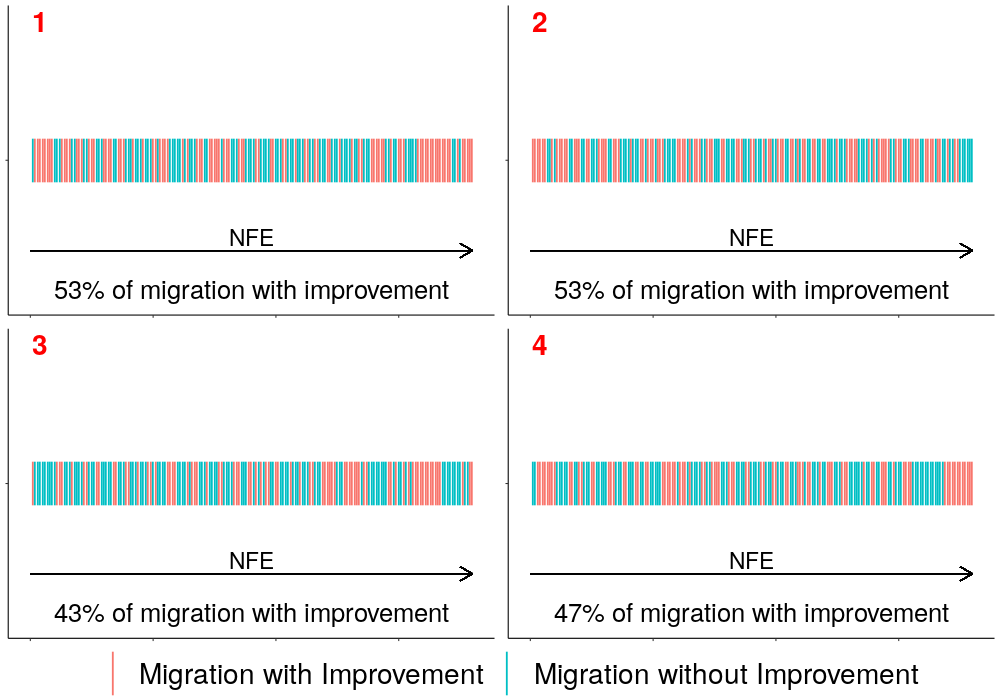 1
NFE
53% of migration with improvement
2
NFE
53% of migration with improvement
3
NFE
43% of migration with improvement
4
NFE
47% of migration with improvement
Migration with Improvement
Migration without Improvement